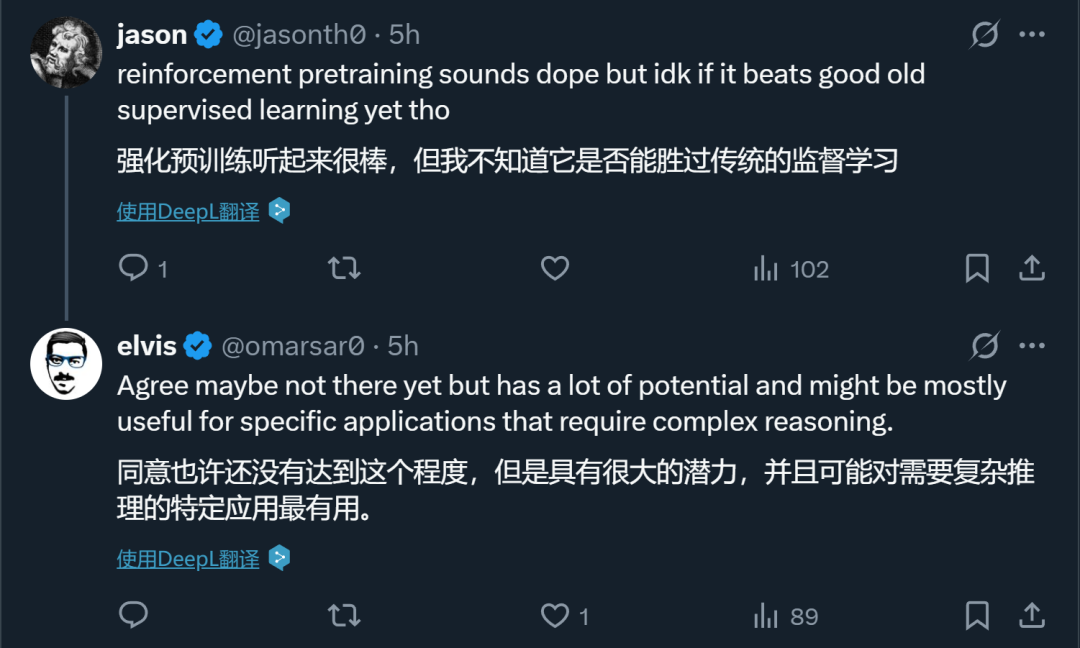 jason @jasonth0 · 5h
reinforcement pretraining sounds dope but idk if it beats good old
supervised learning yet tho
强化预训练听起来很棒，但我不知道它是否能胜过传统的监督学习
使用DeepL翻译
1 102
elvis @omarsar0 · 5h
Agree maybe not there yet but has a lot of potential and might be mostly
useful for specific applications that require complex reasoning.
同意也许还没有达到这个程度，但是具有很大的潜力，并且可能对需要复杂推
理的特定应用最有用。
使用DeepL翻译
1 89